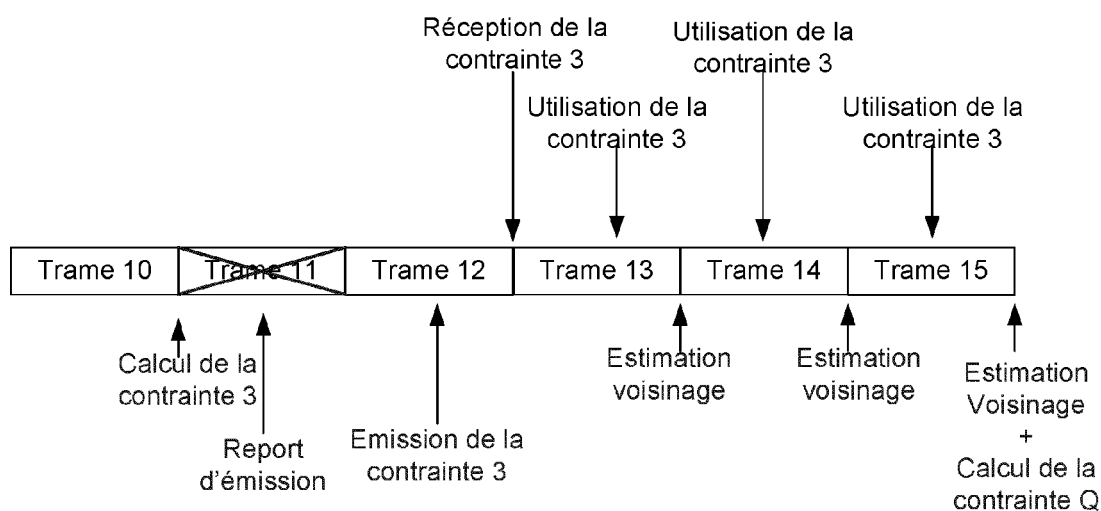 Réception de la
contrainte 3
Utilisation de la
contrainte 3
Utilisation de la
contrainte 3
Utilisation de la
contrainte 3
Trame 10
Trame 11
Trame 12
Trame 13
Trame 14
Trame 15
Calcul de la
contrainte 3
Report
d'émission
Emission de la
contrainte 3
Estimation
voisinage
Estimation
voisinage
Estimation
Voisinage
+
Calcul de la
contrainte Q